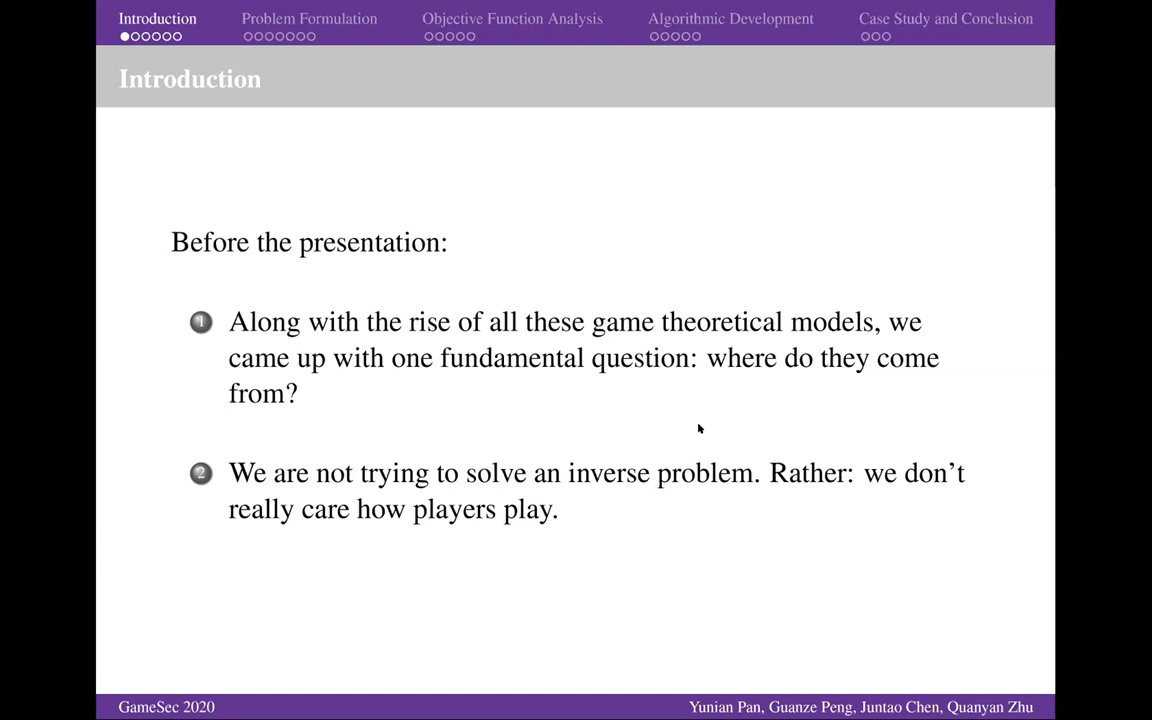 Introduction Problem Formulation Objective Function Analysis Algorithmic Development Case Study and Conclusion
Introduction
Before the presentation:
1 Along with the rise of all these game theoretical models, we
came up with one fundamental question: where do they come
from?
2 We are not trying to solve an inverse problem. Rather: we don't
really care how players play.
GameSec 2020 Yunian Pan, Guanze Peng, Juntao Chen, Quanyan Zhu